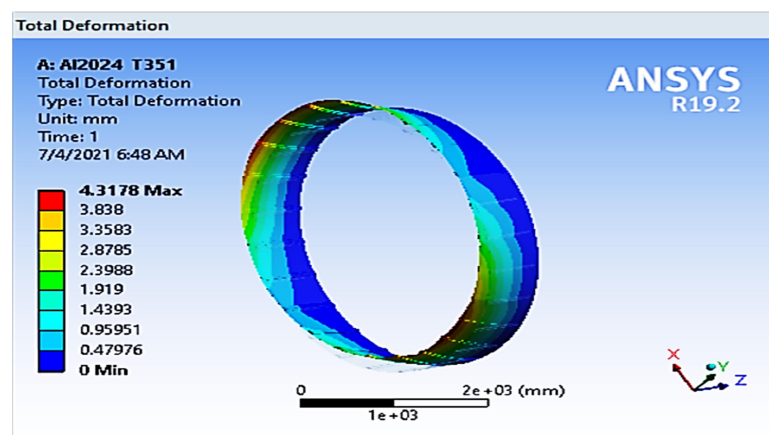 Total Deformation
A: Al2024 T351
Total Deformation
Type: Total Deformation
Unit: mm
Time: 1
7/4/2021 6:48 AM
ANSYS
R19.2
4.3178 Max
3.838
3.3583
2.8785
2.3988
1.919
1.4393
0.95951
0.47976
0 Min
0
2e+03 (mm)
1e+03
X
Y
Z